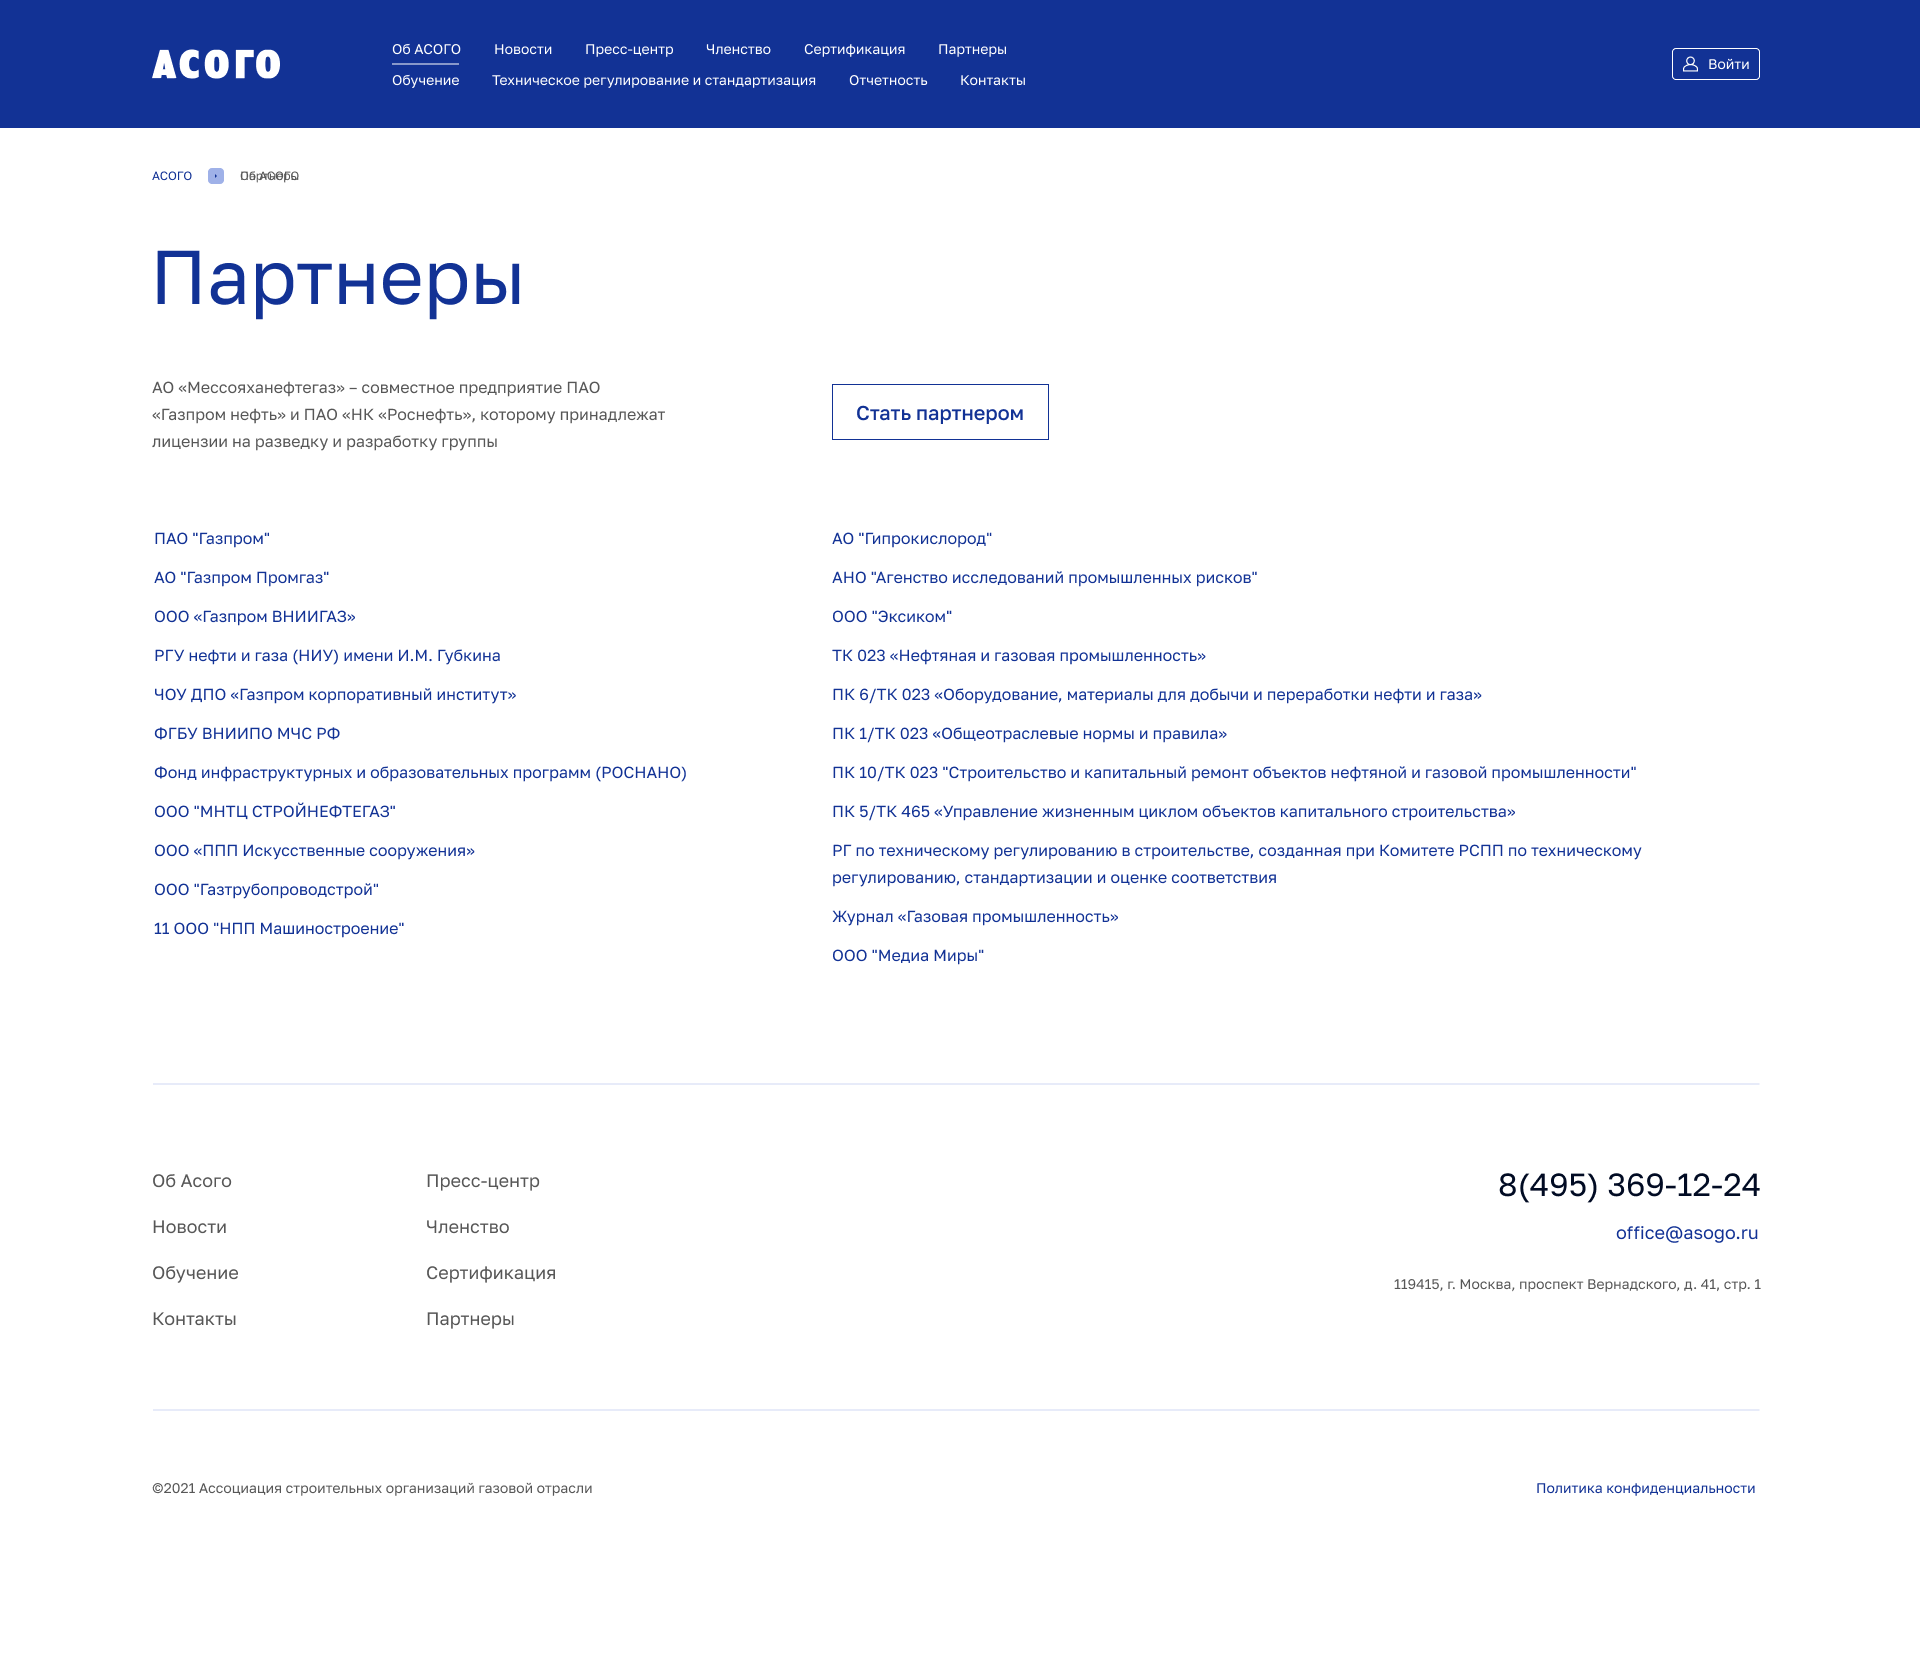 АСОГО
Об АСОГО Новости Пресс-центр Членство Сертификация Партнеры
Обучение Техническое регулирование и стандартизация Отчетность Контакты
Войти
АСОГО
Партнеры
АО «Мессояханефтегаз» – совместное предприятие ПАО
«Газпром нефть» и ПАО «НК «Роснефть», которому принадлежат
лицензии на разведку и разработку группы
Стать партнером
ПАО "Газпром"
АО "Газпром Промгаз"
ООО «Газпром ВНИИГАЗ»
РГУ нефти и газа (НИУ) имени И.М. Губкина
ЧОУ ДПО «Газпром корпоративный институт»
ФГБУ ВНИИПО МЧС РФ
Фонд инфраструктурных и образовательных программ (РОСНАНО)
ООО "МНТЦ СТРОЙНЕФТЕГАЗ"
ООО «ППП Искусственные сооружения»
ООО "Газтрубопроводстрой"
11 ООО "НПП Машиностроение"
АО "Гипрокислород"
АНО "Агенство исследований промышленных рисков"
ООО "Эксиком"
ТК 023 «Нефтяная и газовая промышленность»
ПК 6/ТК 023 «Оборудование, материалы для добычи и переработки нефти и газа»
ПК 1/ТК 023 «Общеотраслевые нормы и правила»
ПК 10/ТК 023 "Строительство и капитальный ремонт объектов нефтяной и газовой промышленности"
ПК 5/ТК 465 «Управление жизненным циклом объектов капитального строительства»
РГ по техническому регулированию в строительстве, созданная при Комитете РСПП по техническому
регулированию, стандартизации и оценке соответствия
Журнал «Газовая промышленность»
ООО "Медиа Миры"
Об Асого
Новости
Обучение
Контакты
Пресс-центр
Членство
Сертификация
Партнеры
8(495) 369-12-24
office@asogo.ru
119415, г. Москва, проспект Вернадского, д. 41, стр. 1
©2021 Ассоциация строительных организаций газовой отрасли
Политика конфиденциальности